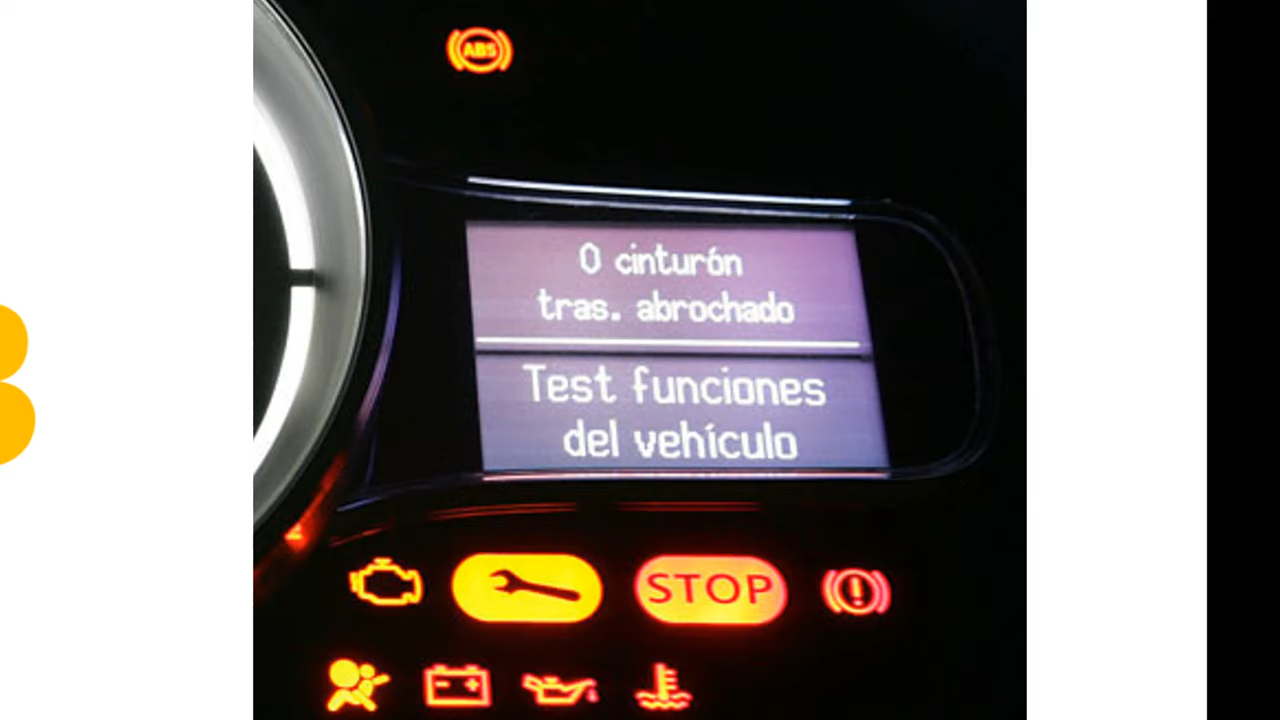 ABS
0 cinturón
tras. abrochado
Test funciones
del vehículo
STOP